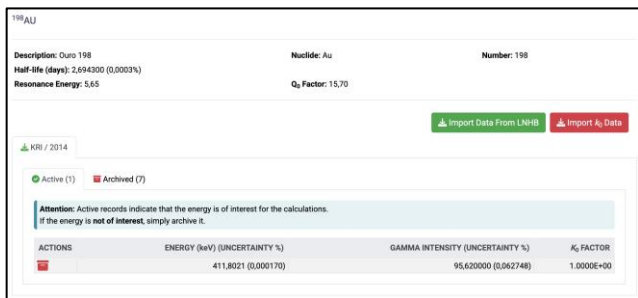 198AU
Description: Ouro 198 Nuclide: Au Number: 198
Half-life (days): 2,694300 (0,0003%)
Resonance Energy: 5,65 Q0 Factor: 15,70
Import Data From LNHB Import k0 Data
KRI / 2014
Active (1) Archived (7)
Attention: Active records indicate that the energy is of interest for the calculations.
If the energy is not of interest, simply archive it.
ACTIONS ENERGY (keV) (UNCERTAINTY %) GAMMA INTENSITY (UNCERTAINTY %) K0 FACTOR
411,8021 (0,000170) 95,620000 (0,062748) 1.0000E+00